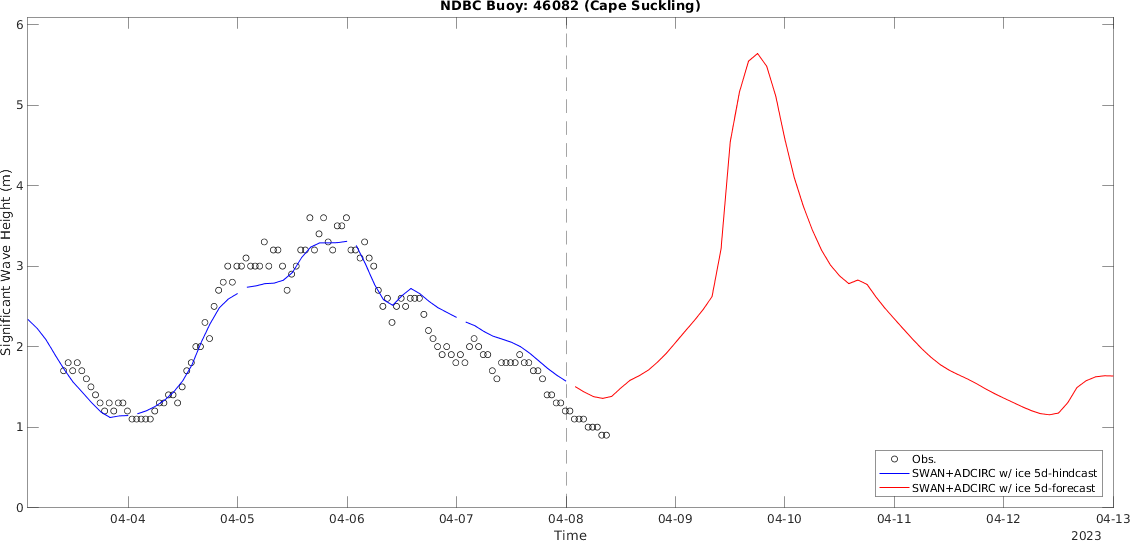 NDBC Buoy: 46082 (Cape Suckling)
Significant Wave Height (m)
6
5
4
3
2
1
0
04-04 04-05 04-06 04-07 04-08 04-09 04-10 04-11 04-12 04-13
Time
2023
Obs.
SWAN+ADCIRC w/ ice 5d-hindcast
SWAN+ADCIRC w/ ice 5d-forecast